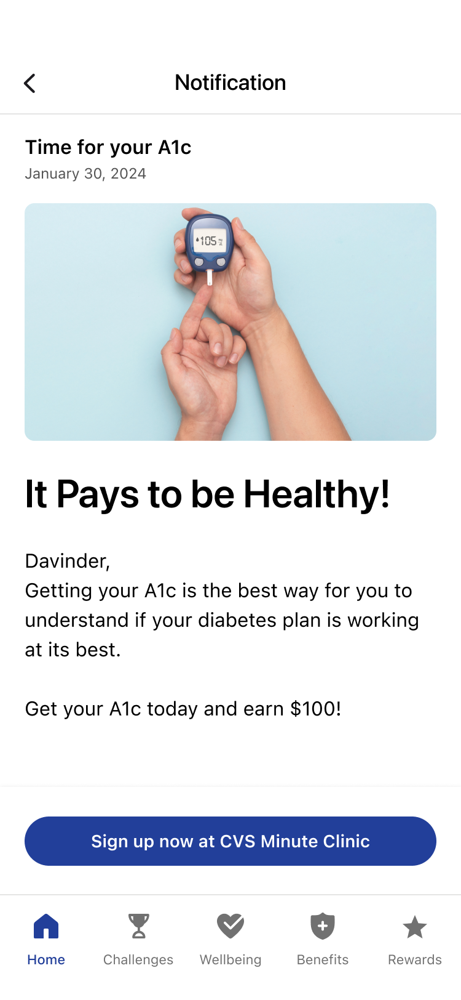 Notification
Time for your A1c
January 30, 2024
105
It Pays to be Healthy!
Davinder,
Getting your A1c is the best way for you to
understand if your diabetes plan is working
at its best.
Get your A1c today and earn $100!
Sign up now at CVS Minute Clinic
Home
Challenges
Wellbeing
Benefits
Rewards